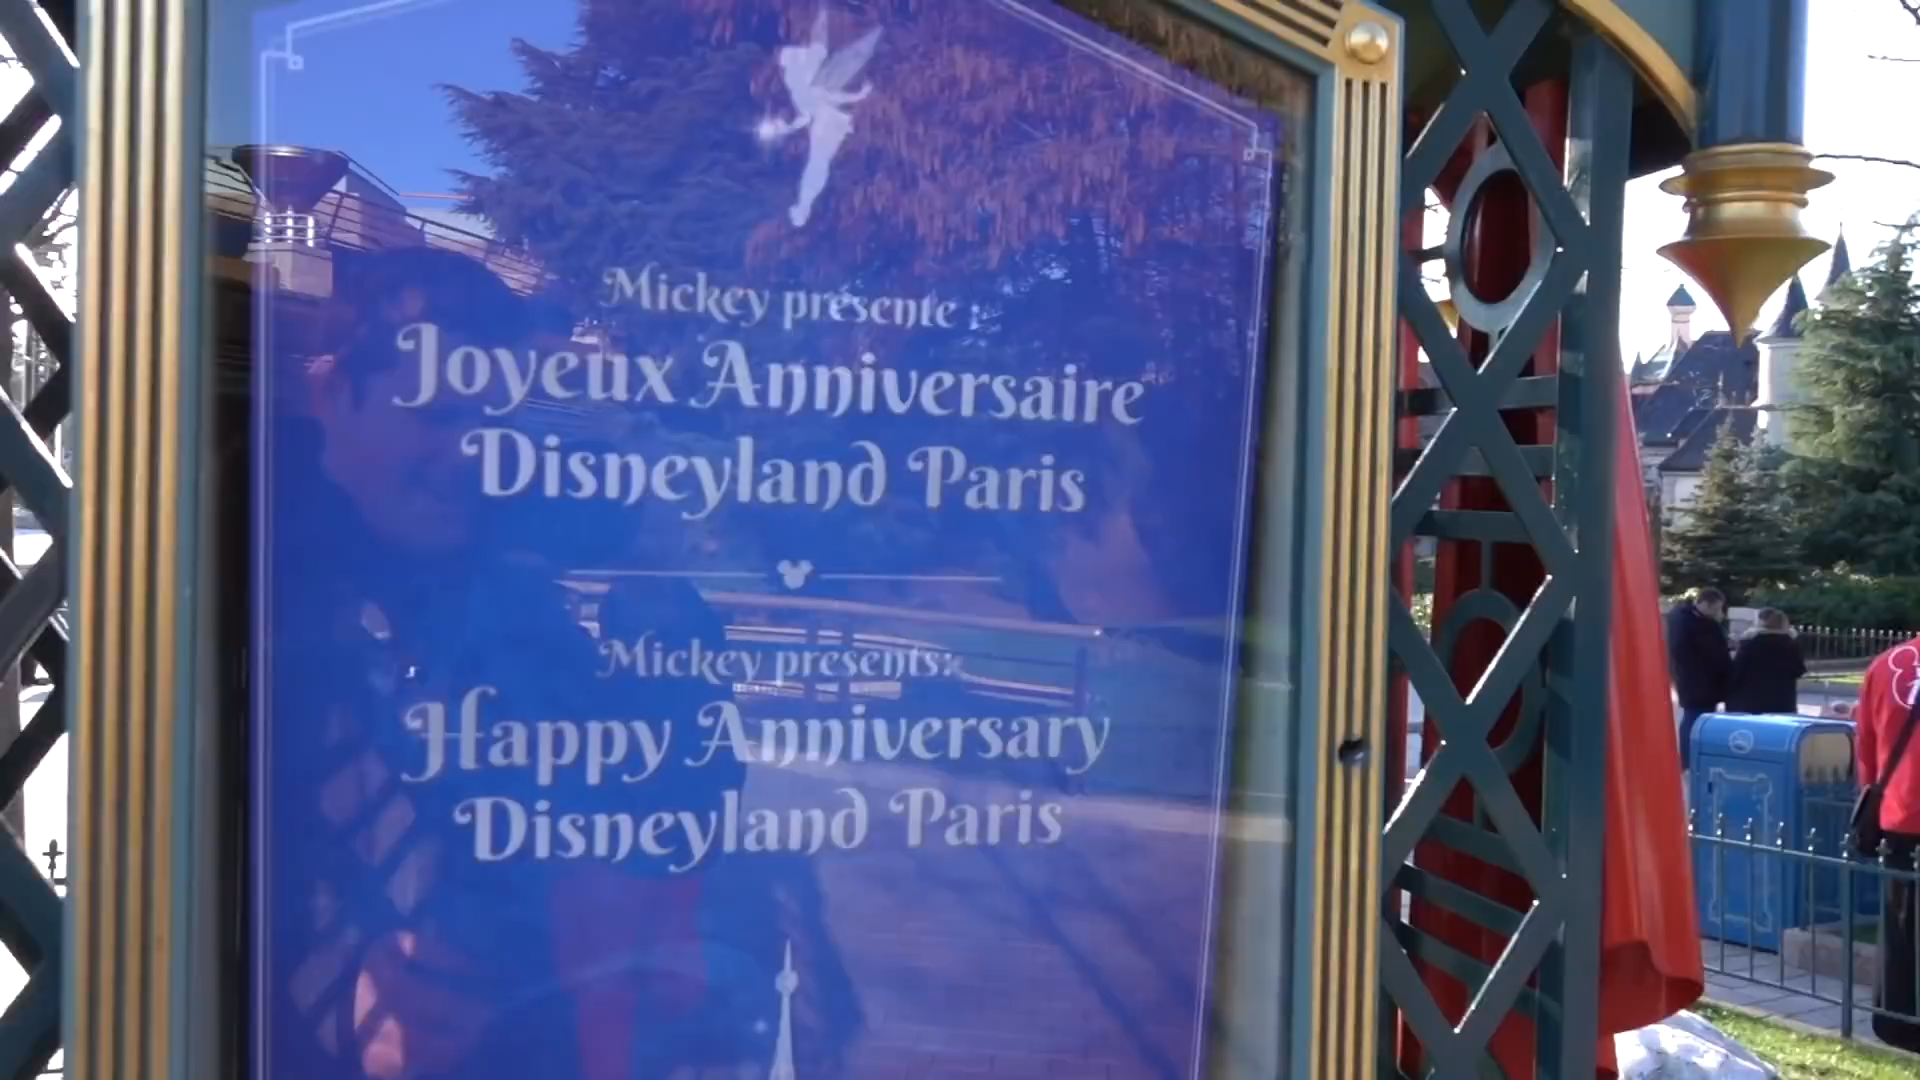 Mickey présente :
Joyeux Anniversaire
Disneyland Paris
Mickey presents:
Happy Anniversary
Disneyland Paris